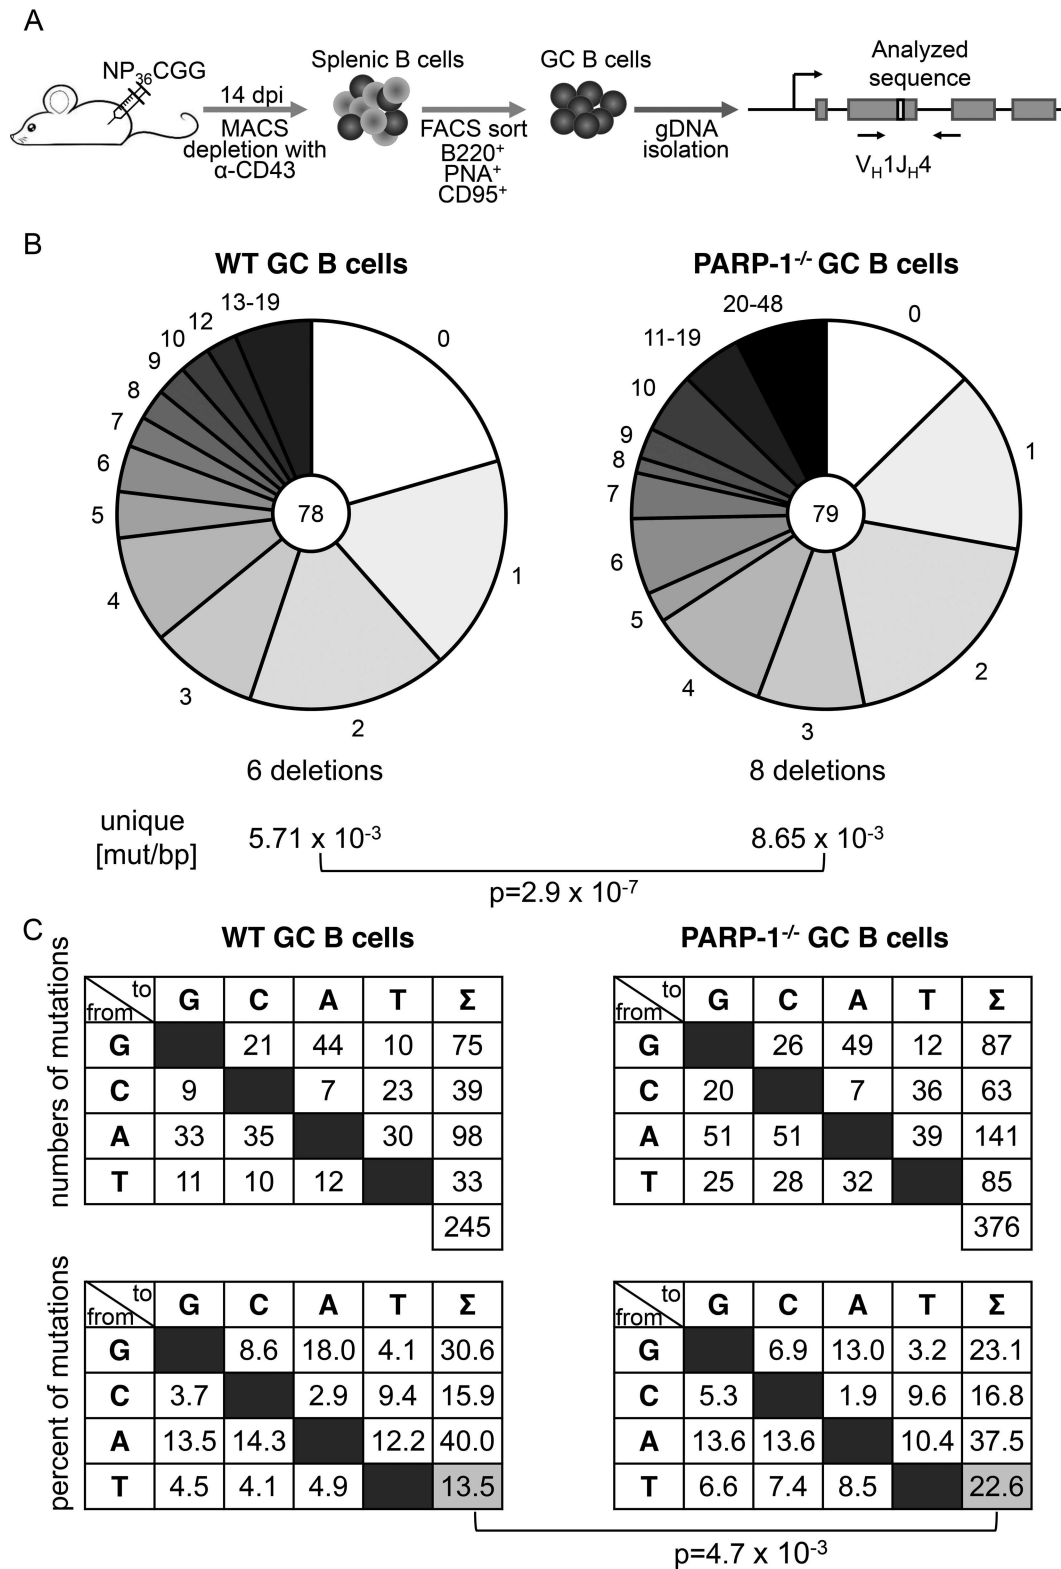 A
NP36CGG
14 dpi
MACS
depletion with
α-CD43
Splenic B cells
FACS sort
B220+
PNA+
CD95+
GC B cells
gDNA
isolation
Analyzed
sequence
VH1JH4
B
WT GC B cells
0
1
2
3
4
5
6
7
8
9
10
12
13-19
78
6 deletions
PARP-1-/- GC B cells
0
1
2
3
4
5
6
7
8
9
10
11-19
20-48
79
8 deletions
unique
[mut/bp]
5.71 x 10-3
8.65 x 10-3
p=2.9 x 10-7
C
numbers of mutations
WT GC B cells
to
from
G C A T Σ
G 21 44 10 75
C 9 7 23 39
A 33 35 30 98
T 11 10 12 33
245
PARP-1-/- GC B cells
to
from
G C A T Σ
G 26 49 12 87
C 20 7 36 63
A 51 51 39 141
T 25 28 32 85
376
percent of mutations
to
from
G C A T Σ
G 8.6 18.0 4.1 30.6
C 3.7 2.9 9.4 15.9
A 13.5 14.3 12.2 40.0
T 4.5 4.1 4.9 13.5
to
from
G C A T Σ
G 6.9 13.0 3.2 23.1
C 5.3 1.9 9.6 16.8
A 13.6 13.6 10.4 37.5
T 6.6 7.4 8.5 22.6
p=4.7 x 10-3